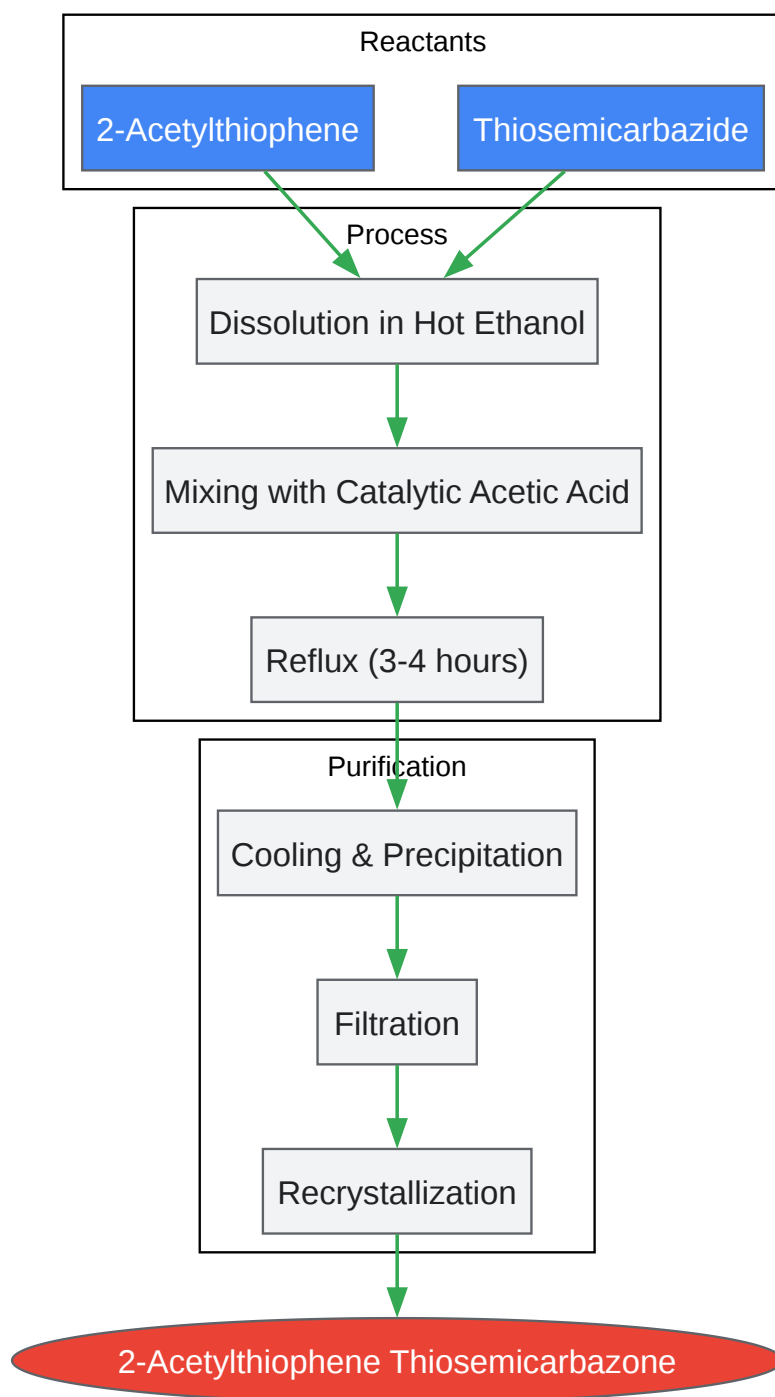 Reactants
2-Acetylthiophene
Thiosemicarbazide
Process
Dissolution in Hot Ethanol
Mixing with Catalytic Acetic Acid
Reflux (3-4 hours)
Purification
Cooling & Precipitation
Filtration
Recrystallization
2-Acetylthiophene Thiosemicarbazone